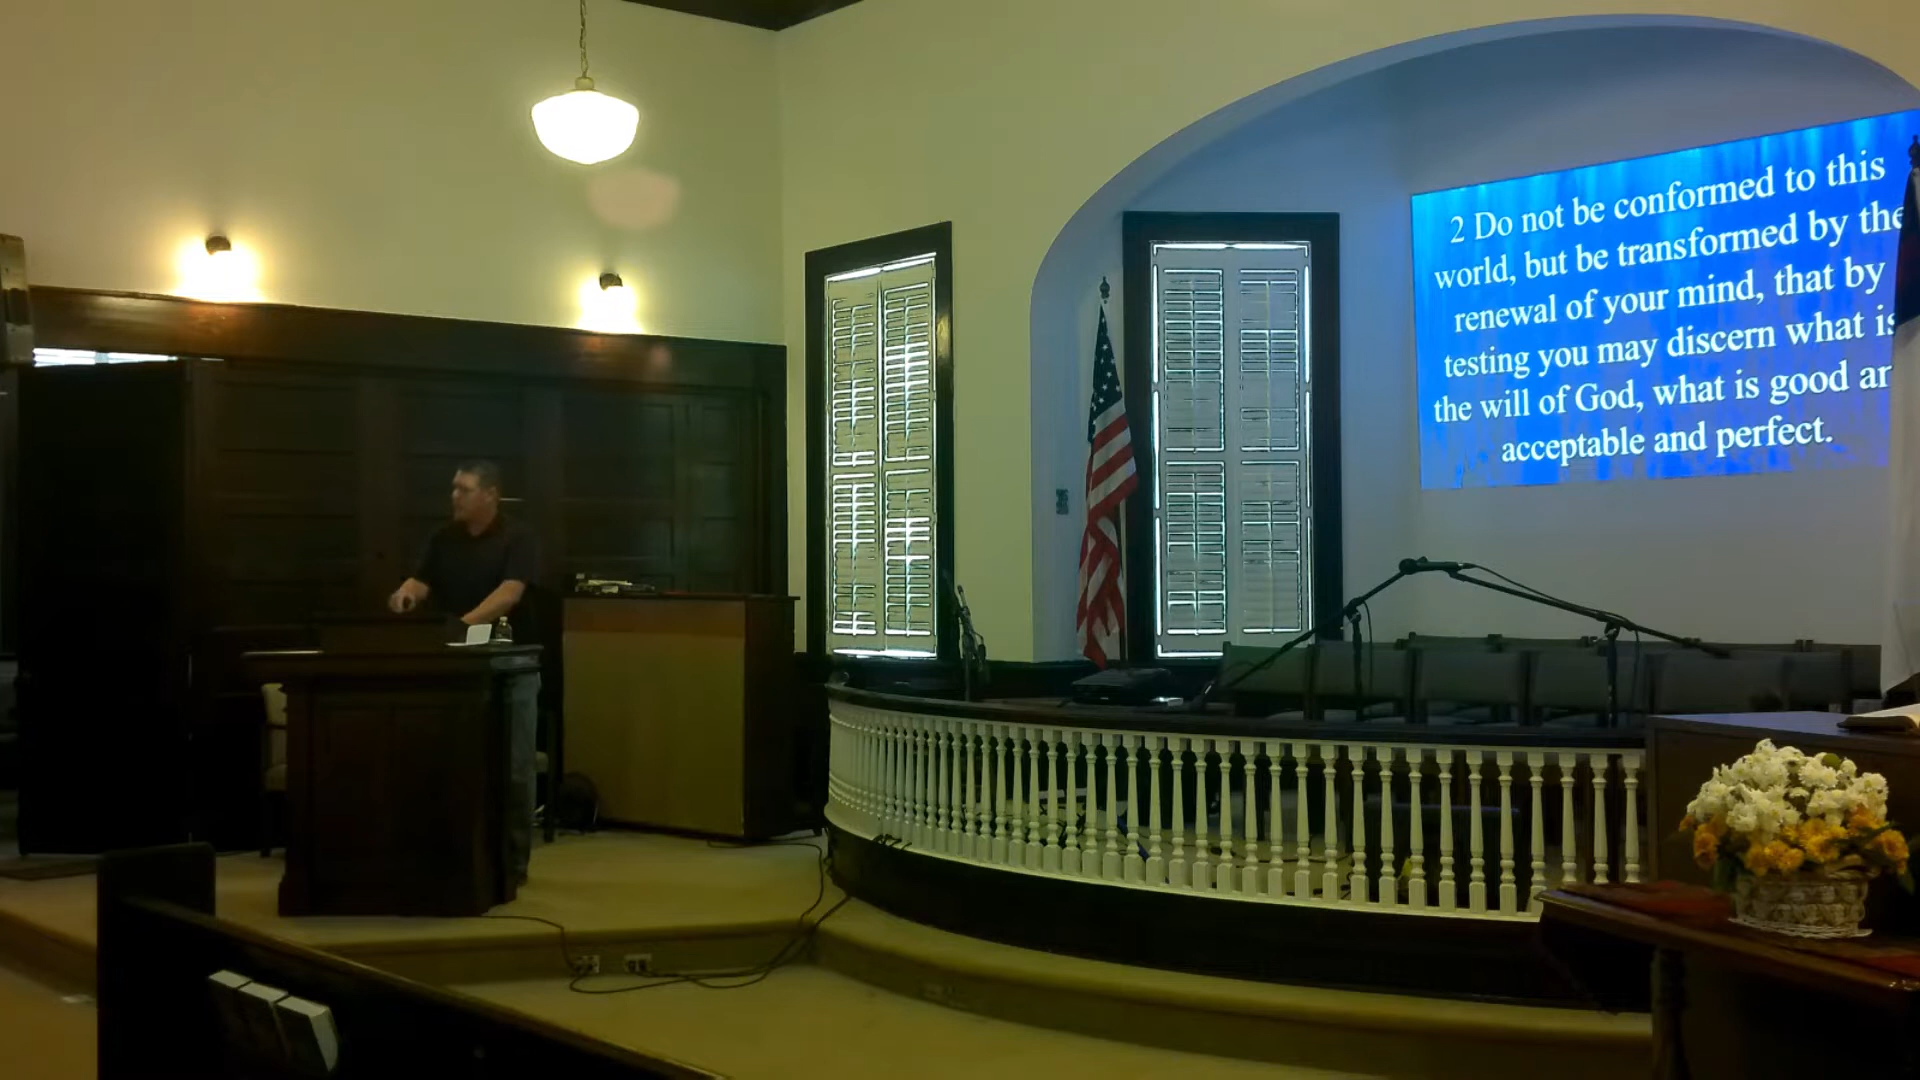 2 Do not be conformed to this
world, but be transformed by the
renewal of your mind, that by
testing you may discern what is
the will of God, what is good
acceptable and perfect.